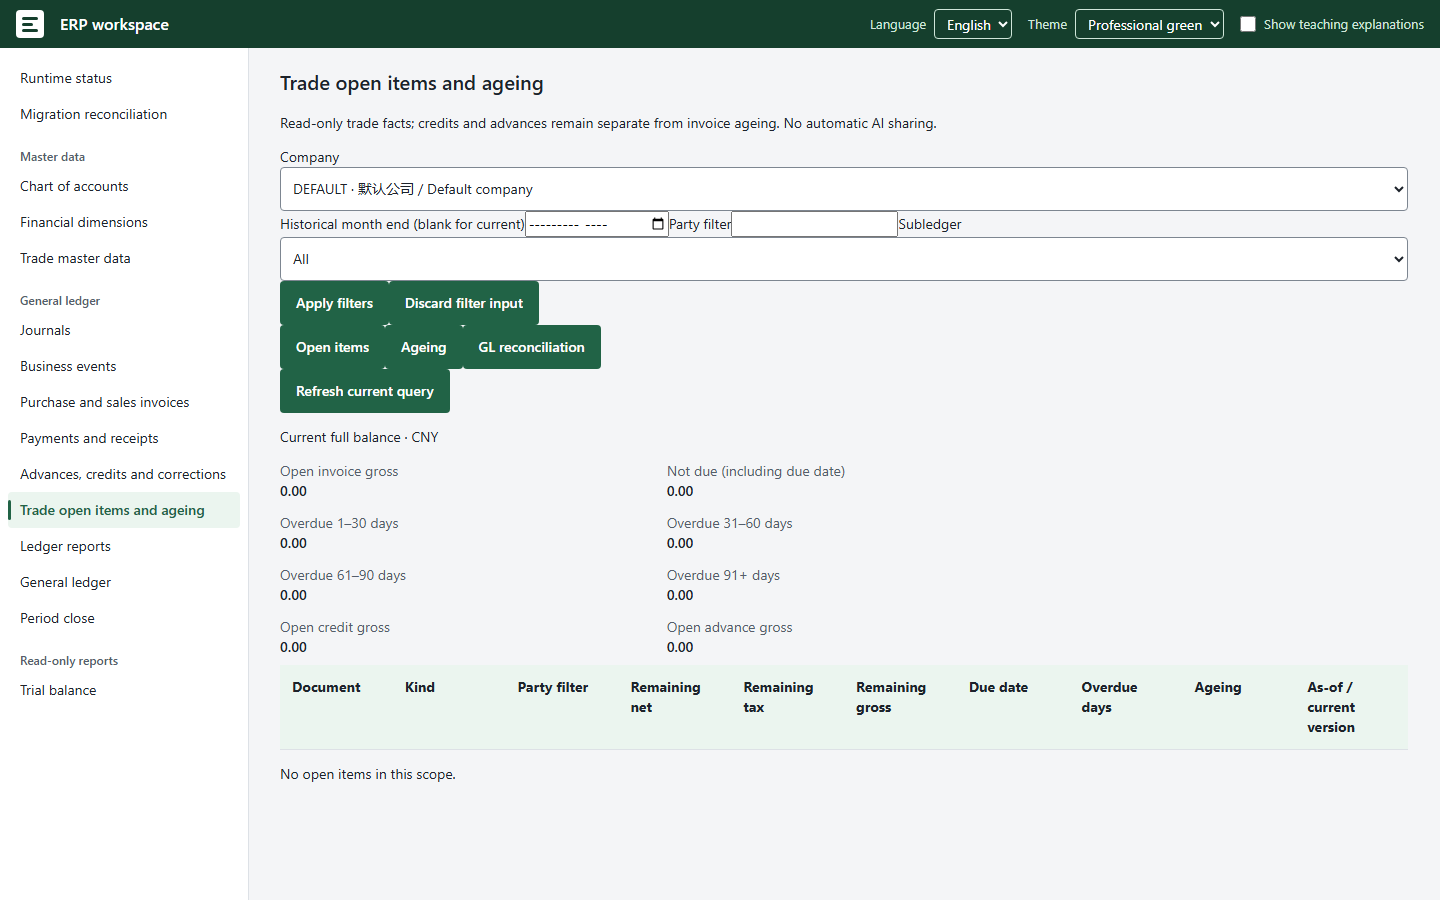 ERP workspace
Language English Theme Professional green Show teaching explanations
Runtime status
Migration reconciliation
Master data
Chart of accounts
Financial dimensions
Trade master data
General ledger
Journals
Business events
Purchase and sales invoices
Payments and receipts
Advances, credits and corrections
Trade open items and ageing
Ledger reports
General ledger
Period close
Read-only reports
Trial balance
Trade open items and ageing
Read-only trade facts; credits and advances remain separate from invoice ageing. No automatic AI sharing.
Company
DEFAULT · 默认公司 / Default company
Historical month end (blank for current) --------- ---- Party filter Subledger
All
Apply filters Discard filter input
Open items Ageing GL reconciliation
Refresh current query
Current full balance · CNY
Open invoice gross Not due (including due date)
0.00 0.00
Overdue 1–30 days Overdue 31–60 days
0.00 0.00
Overdue 61–90 days Overdue 91+ days
0.00 0.00
Open credit gross Open advance gross
0.00 0.00
Document Kind Party filter Remaining net Remaining tax Remaining gross Due date Overdue days Ageing As-of / current version
No open items in this scope.